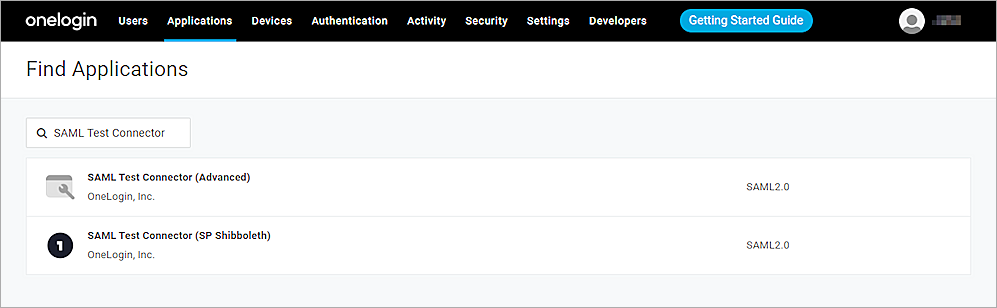 onelogin Users Applications Devices Authentication Activity Security Settings Developers Getting Started Guide
Find Applications
SAML Test Connector
SAML Test Connector (Advanced)
OneLogin, Inc.
SAML2.0
1
SAML Test Connector (SP Shibboleth)
OneLogin, Inc.
SAML2.0